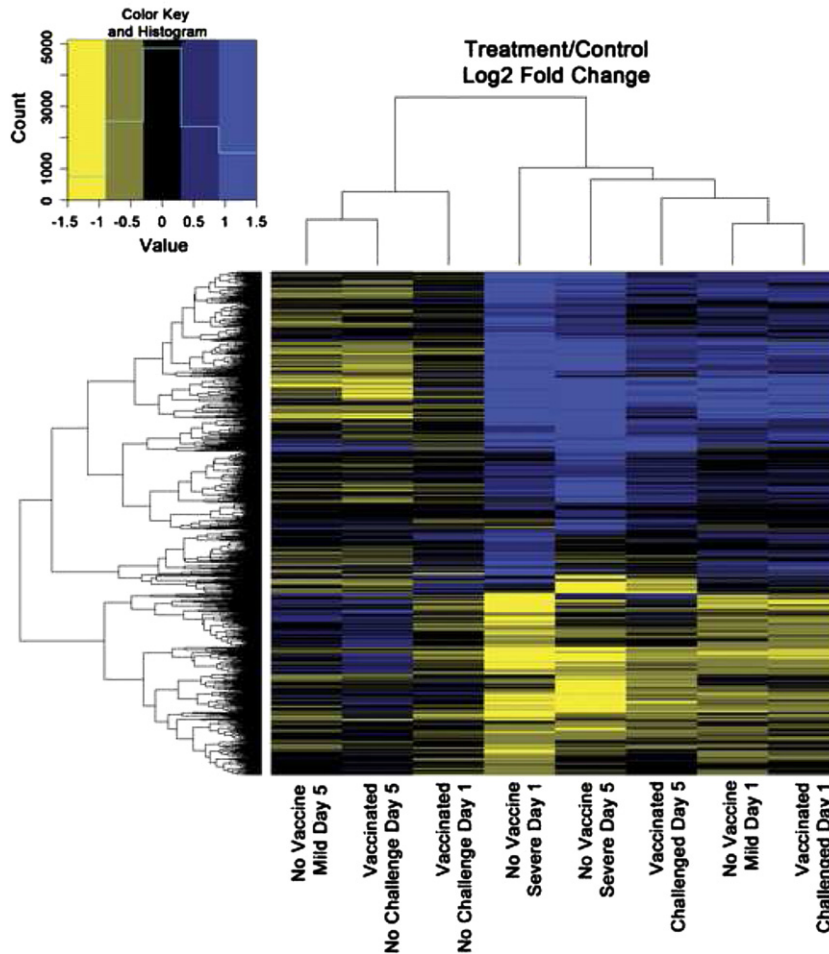 Color Key
and Histogram
Count
0
1000
3000
5000
-1.5
-1
-0.5
0
0.5
1
1.5
Value
Treatment/Control
Log2 Fold Change
No Vaccine
Mild Day 5
Vaccinated
No Challenge Day 5
Vaccinated
No Challenge Day 1
No Vaccine
Severe Day 1
No Vaccine
Severe Day 5
Vaccinated
Challenged Day 5
No Vaccine
Mild Day 1
Vaccinated
Challenged Day 1